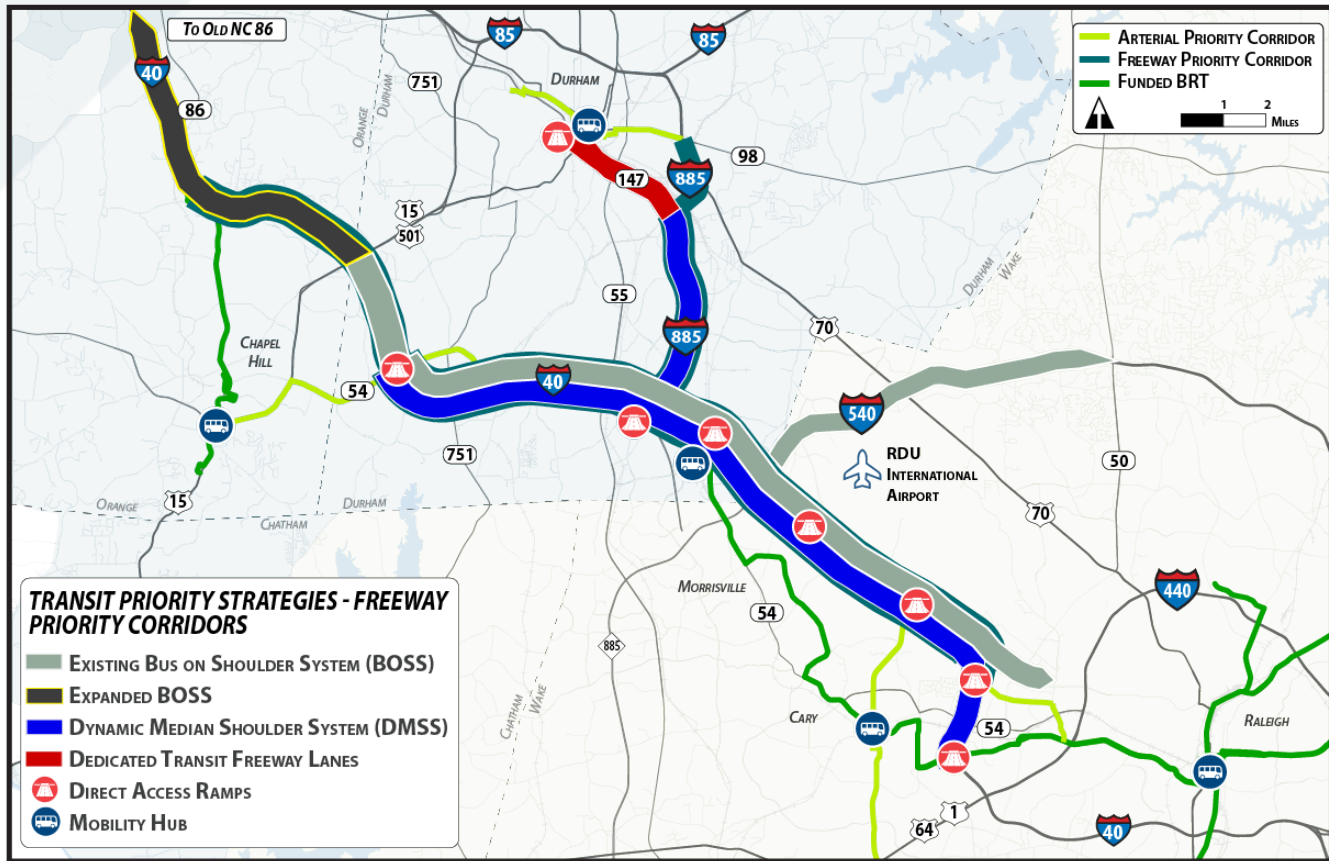 To Old NC 86
40
86
85
85
751
Durham
Orange
Durham
Arterial Priority Corridor
Freeway Priority Corridor
Funded BRT
1 2
Miles
147
885
98
15
501
55
Durham
Wake
885
70
Chapel
Hill
54
40
540
751
RDU
International
Airport
50
15
Orange
Durham
Chatham
70
Morrisville
54
440
885
Chatham
Wake
Cary
54
Raleigh
1
64
40
Transit Priority Strategies - Freeway
Priority Corridors
Existing Bus on Shoulder System (BOSS)
Expanded BOSS
Dynamic Median Shoulder System (DMSS)
Dedicated Transit Freeway Lanes
Direct Access Ramps
Mobility Hub